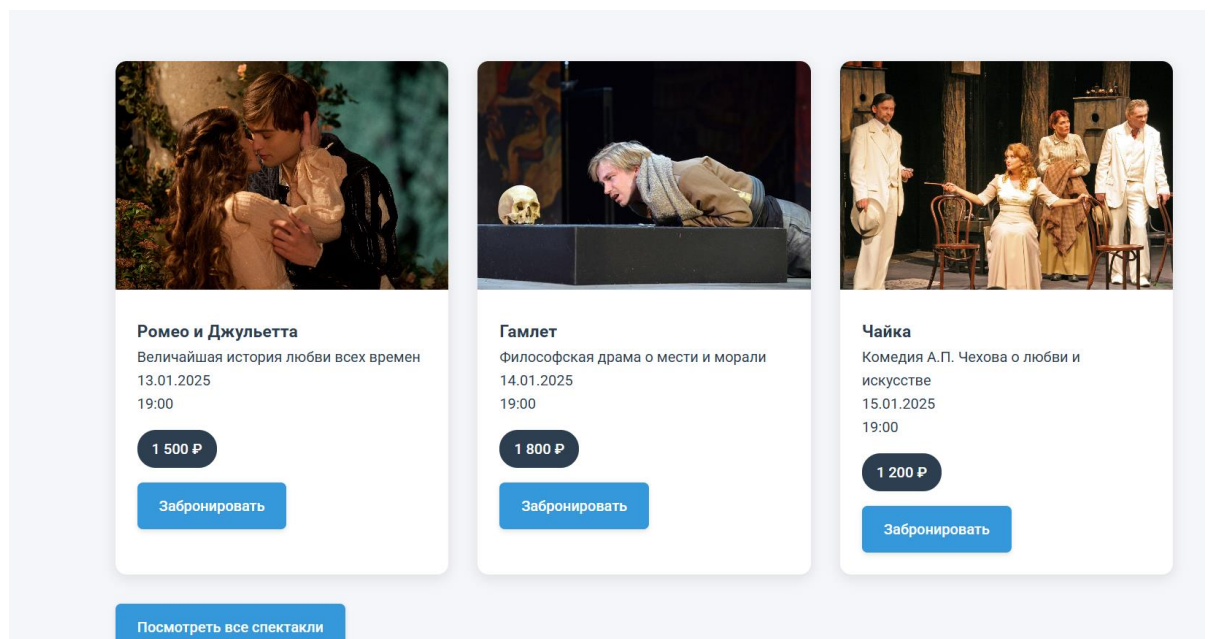 Ромео и Джульетта
Величайшая история любви всех времен
13.01.2025
19:00
1 500 ₽
Забронировать
Гамлет
Философская драма о мести и морали
14.01.2025
19:00
1 800 ₽
Забронировать
Чайка
Комедия А.П. Чехова о любви и
искусстве
15.01.2025
19:00
1 200 ₽
Забронировать
Посмотреть все спектакли